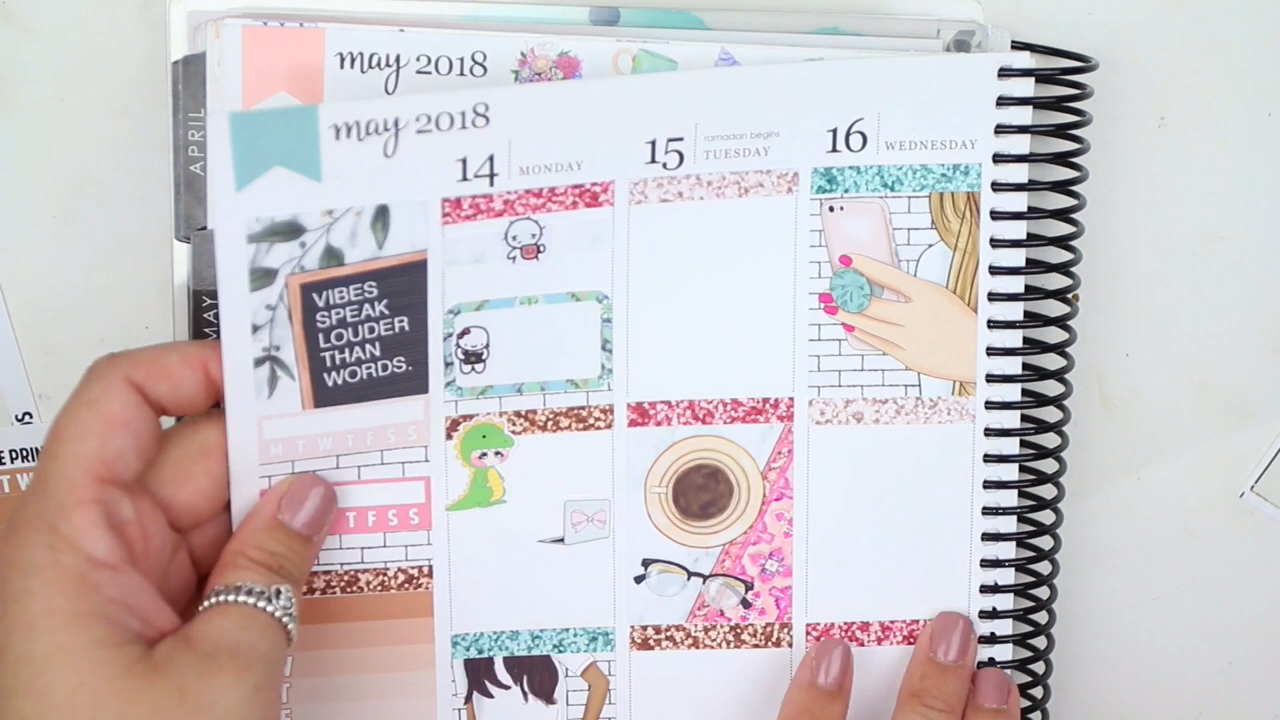 may 2018
may 2018
14 MONDAY
15 ramadan begins
TUESDAY
16 WEDNESDAY
APRIL
MAY
VIBES
SPEAK
LOUDER
THAN
WORDS.
M T W T F S S
T F S S
E PRIN
T W
T
F